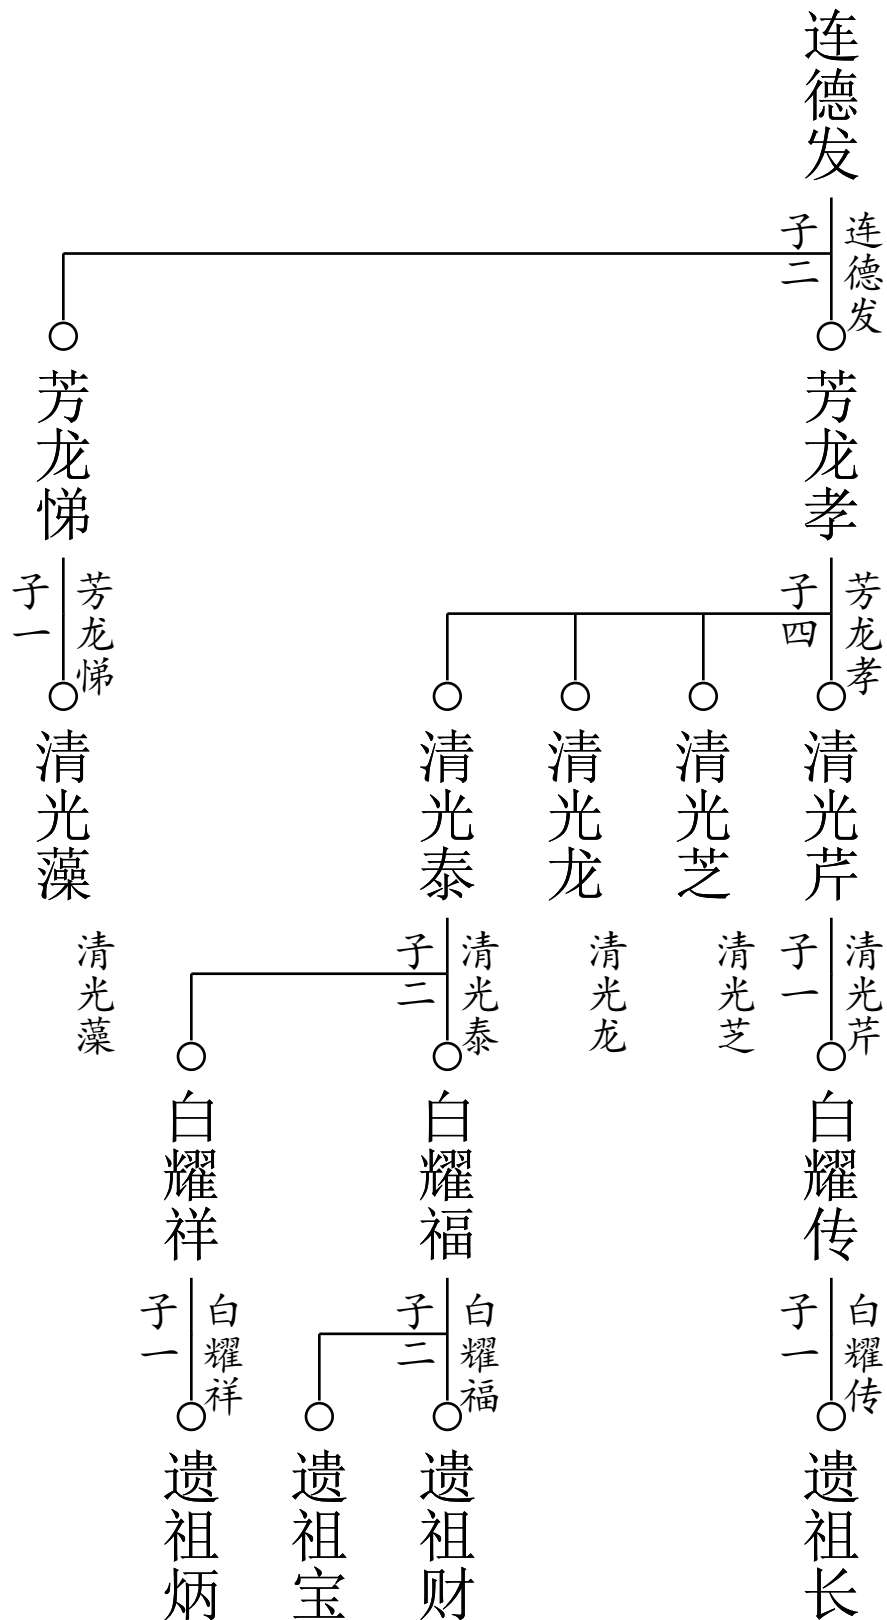 连德发
连德发
子二
芳龙孝
芳龙悌
芳龙孝
子四
芳龙悌
子一
清光芹
清光芝
清光龙
清光泰
清光藻
清光芹
子一
清光芝
清光龙
清光泰
子二
清光藻
白耀传
白耀福
白耀祥
白耀传
子一
白耀福
子二
白耀祥
子一
遗祖长
遗祖财
遗祖宝
遗祖炳